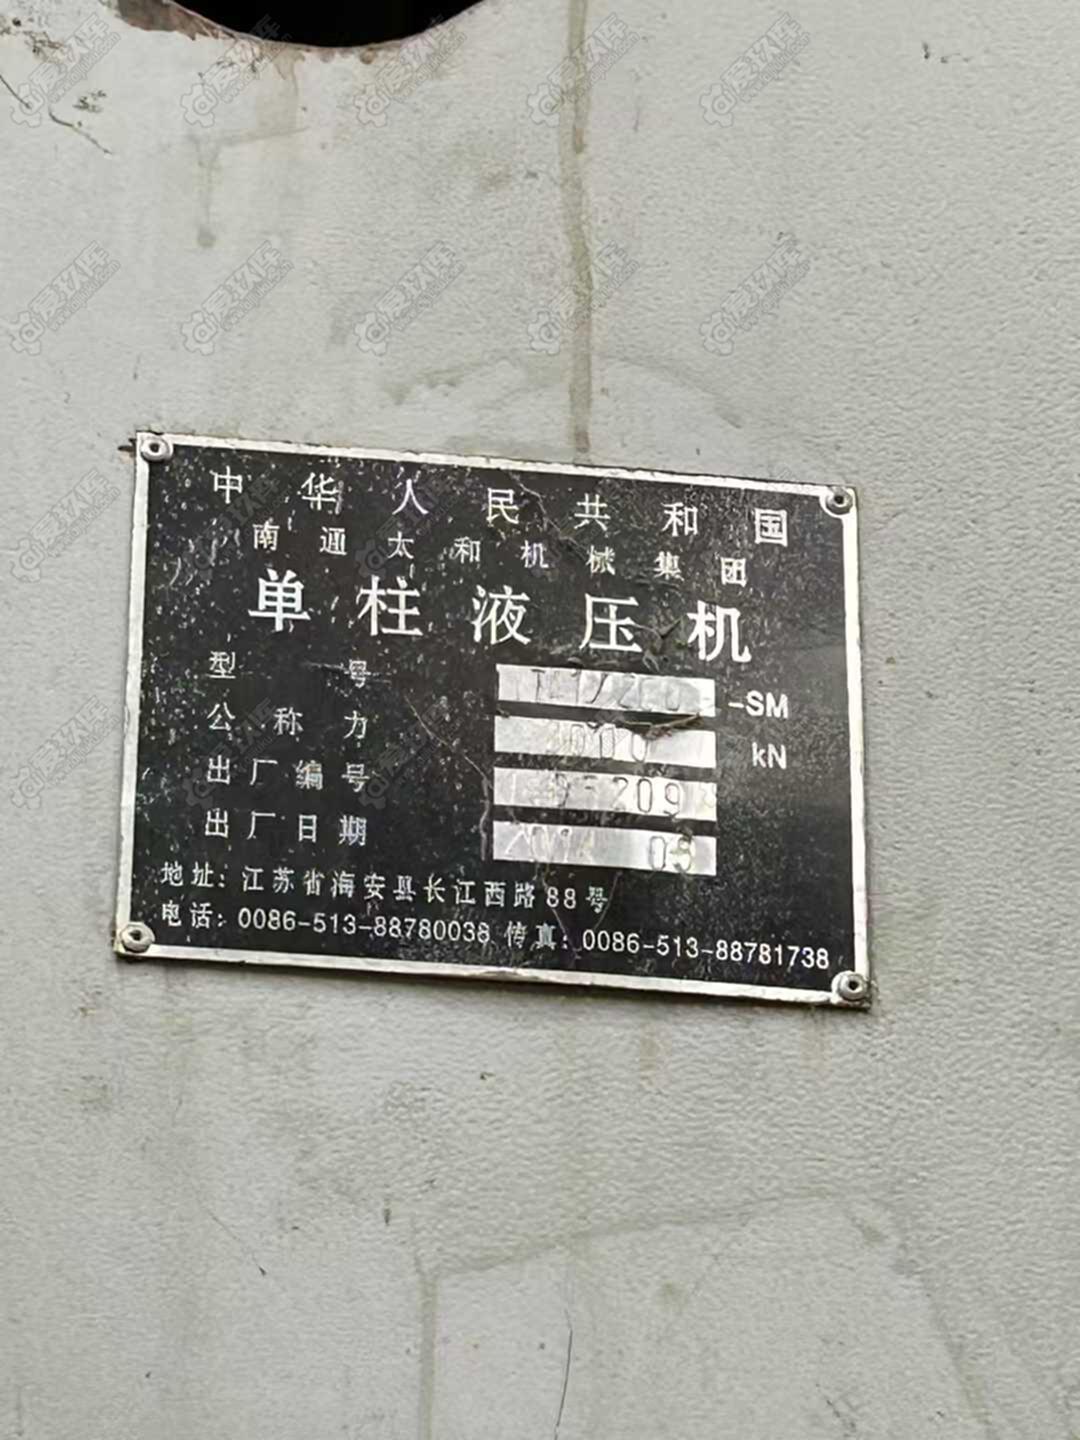 中华人民共和国
南通太和机械集团
单柱液压机
型 号 -SM
公称力 kN
出厂编号 209
出厂日期 03
地址：江苏省海安县长江西路88号
电话：0086-513-88780038 传真：0086-513-88781738